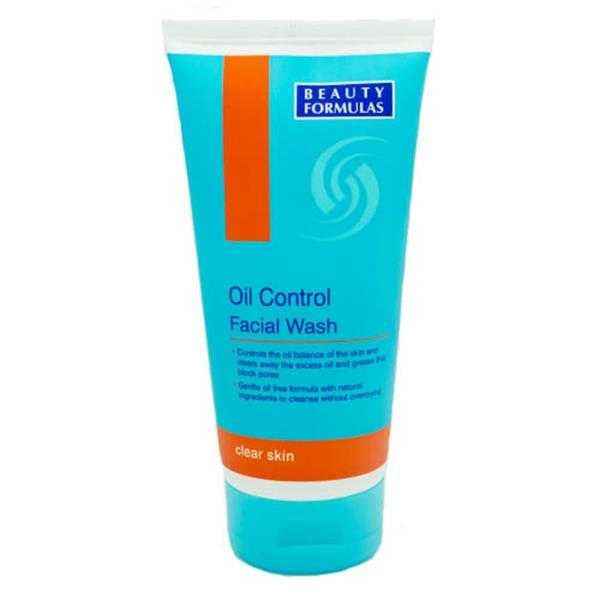 BEAUTY
FORMULAS
Oil Control
Facial Wash
• Controls the oil balance of the skin and
clears away the excess oil and grease that
block pores
• Gentle oil free formula with natural
ingredients to cleanse without overdrying
clear skin